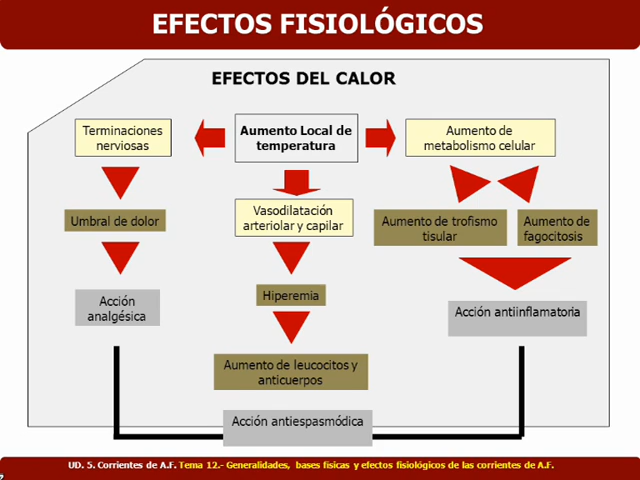 EFECTOS FISIOLÓGICOS
EFECTOS DEL CALOR
Terminaciones
nerviosas
Aumento Local de
temperatura
Aumento de
metabolismo celular
Umbral de dolor
Vasodilatación
arteriolar y capilar
Aumento de trofismo
tisular
Aumento de
fagocitosis
Acción
analgésica
Hiperemia
Acción antiinflamatoria
Aumento de leucocitos y
anticuerpos
Acción antiespasmódica
UD. 5. Corrientes de A.F. Tema 12.- Generalidades, bases físicas y efectos fisiológicos de las corrientes de A.F.